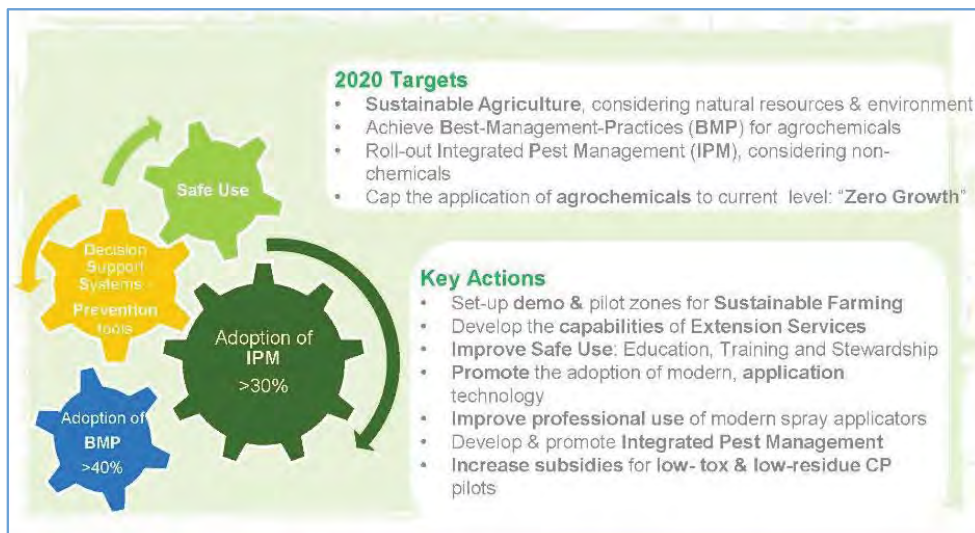 2020 Targets
• Sustainable Agriculture, considering natural resources & environment
• Achieve Best-Management-Practices (BMP) for agrochemicals
• Roll-out Integrated Pest Management (IPM), considering non-
chemicals
• Cap the application of agrochemicals to current level: "Zero Growth"
Safe Use
Decision
Support
Systems -
Prevention
tools
Adoption of
IPM
>30%
Adoption of
BMP
>40%
Key Actions
• Set-up demo & pilot zones for Sustainable Farming
• Develop the capabilities of Extension Services
• Improve Safe Use: Education, Training and Stewardship
• Promote the adoption of modern, application
technology
• Improve professional use of modern spray applicators
• Develop & promote Integrated Pest Management
• Increase subsidies for low- tox & low-residue CP
pilots